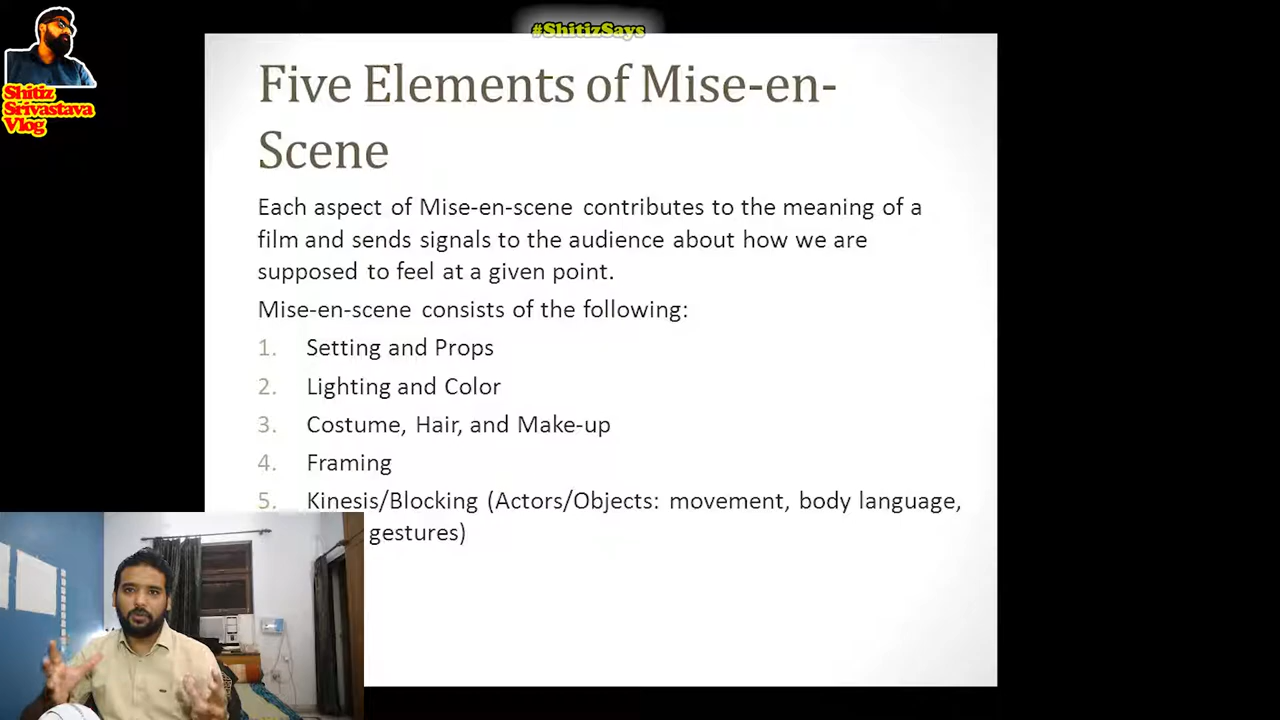 #ShitizSays
Shitiz
Srivastava
Vlog
Five Elements of Mise-en-
Scene
Each aspect of Mise-en-scene contributes to the meaning of a
film and sends signals to the audience about how we are
supposed to feel at a given point.
Mise-en-scene consists of the following:
1. Setting and Props
2. Lighting and Color
3. Costume, Hair, and Make-up
4. Framing
5. Kinesis/Blocking (Actors/Objects: movement, body language,
gestures)